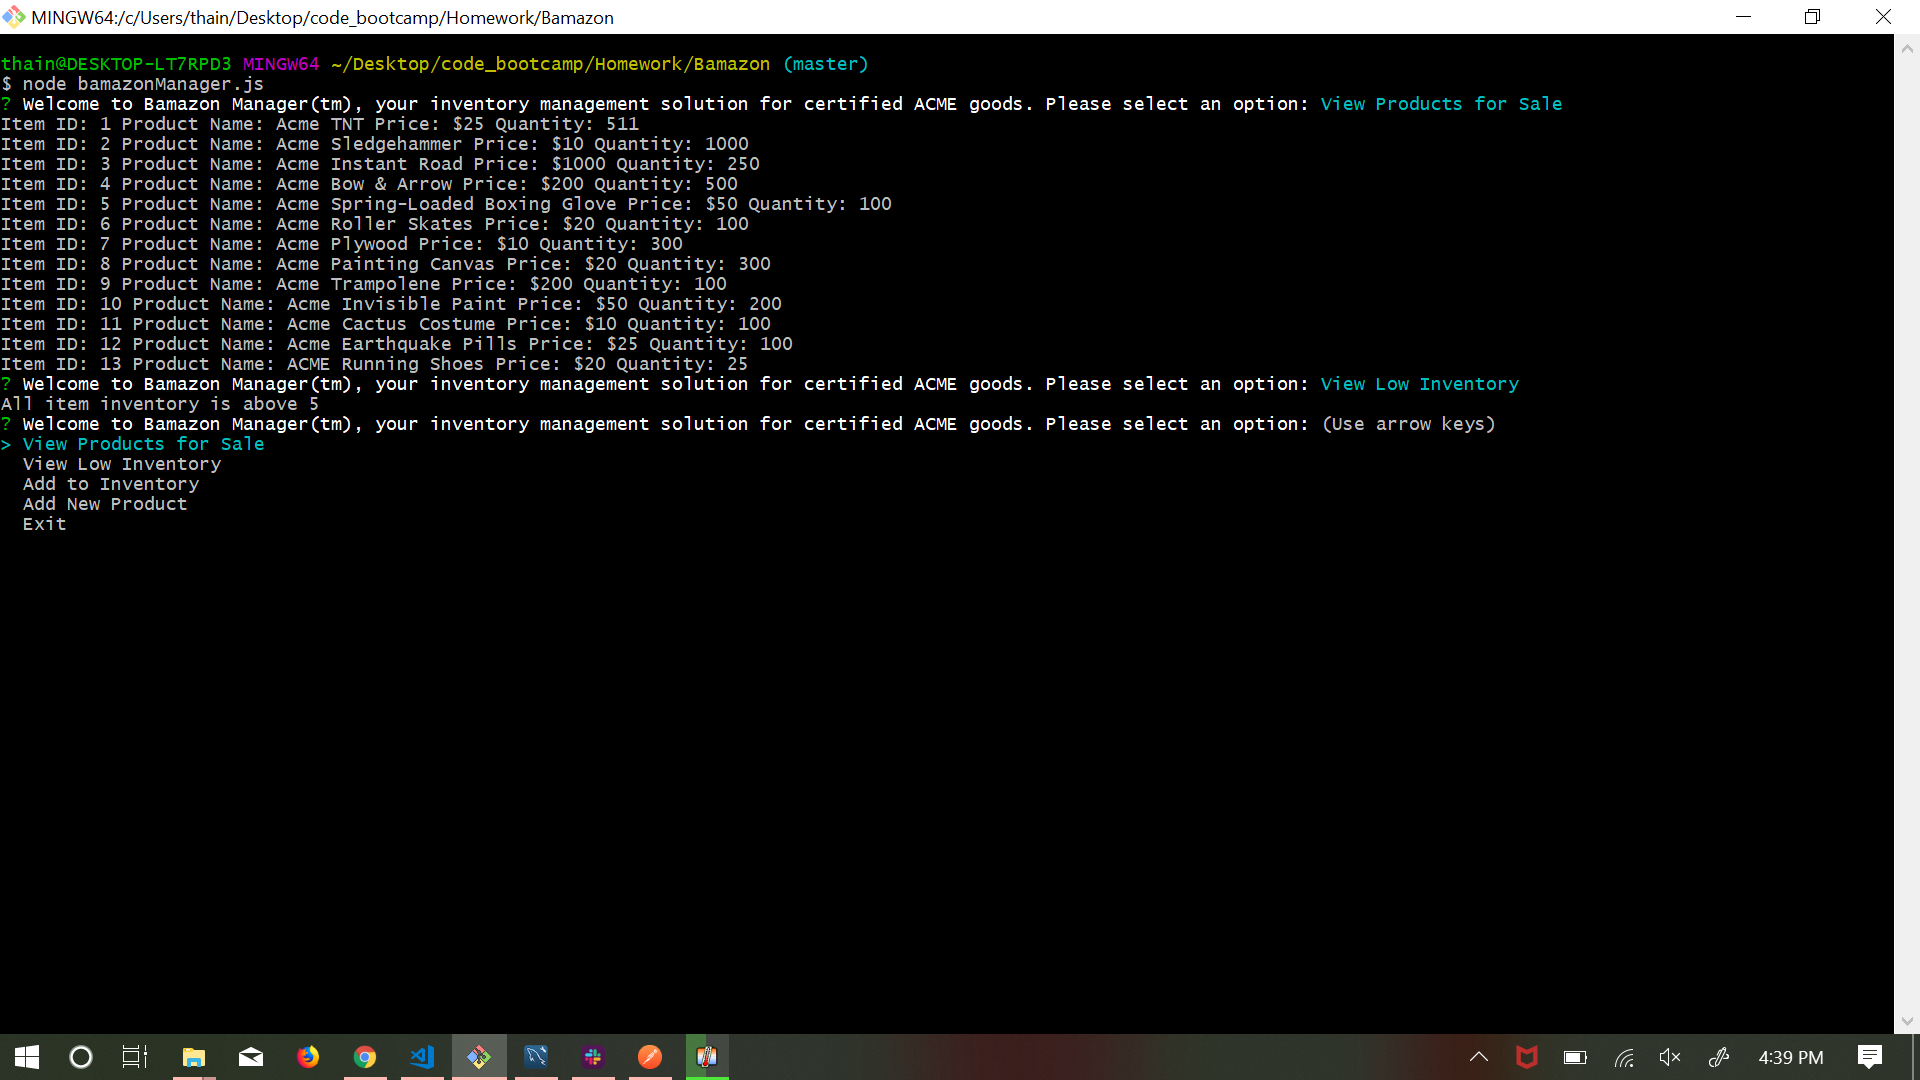 MINGW64:/c/Users/thain/Desktop/code_bootcamp/Homework/Bamazon
thain@DESKTOP-LT7RPD3 MINGW64 ~/Desktop/code_bootcamp/Homework/Bamazon (master)
$ node bamazonManager.js
? Welcome to Bamazon Manager(tm), your inventory management solution for certified ACME goods. Please select an option: View Products for Sale
Item ID: 1 Product Name: Acme TNT Price: $25 Quantity: 511
Item ID: 2 Product Name: Acme Sledgehammer Price: $10 Quantity: 1000
Item ID: 3 Product Name: Acme Instant Road Price: $1000 Quantity: 250
Item ID: 4 Product Name: Acme Bow & Arrow Price: $200 Quantity: 500
Item ID: 5 Product Name: Acme Spring-Loaded Boxing Glove Price: $50 Quantity: 100
Item ID: 6 Product Name: Acme Roller Skates Price: $20 Quantity: 100
Item ID: 7 Product Name: Acme Plywood Price: $10 Quantity: 300
Item ID: 8 Product Name: Acme Painting Canvas Price: $20 Quantity: 300
Item ID: 9 Product Name: Acme Trampolene Price: $200 Quantity: 100
Item ID: 10 Product Name: Acme Invisible Paint Price: $50 Quantity: 200
Item ID: 11 Product Name: Acme Cactus Costume Price: $10 Quantity: 100
Item ID: 12 Product Name: Acme Earthquake Pills Price: $25 Quantity: 100
Item ID: 13 Product Name: ACME Running Shoes Price: $20 Quantity: 25
? Welcome to Bamazon Manager(tm), your inventory management solution for certified ACME goods. Please select an option: View Low Inventory
All item inventory is above 5
? Welcome to Bamazon Manager(tm), your inventory management solution for certified ACME goods. Please select an option: (Use arrow keys)
> View Products for Sale
View Low Inventory
Add to Inventory
Add New Product
Exit
4:39 PM